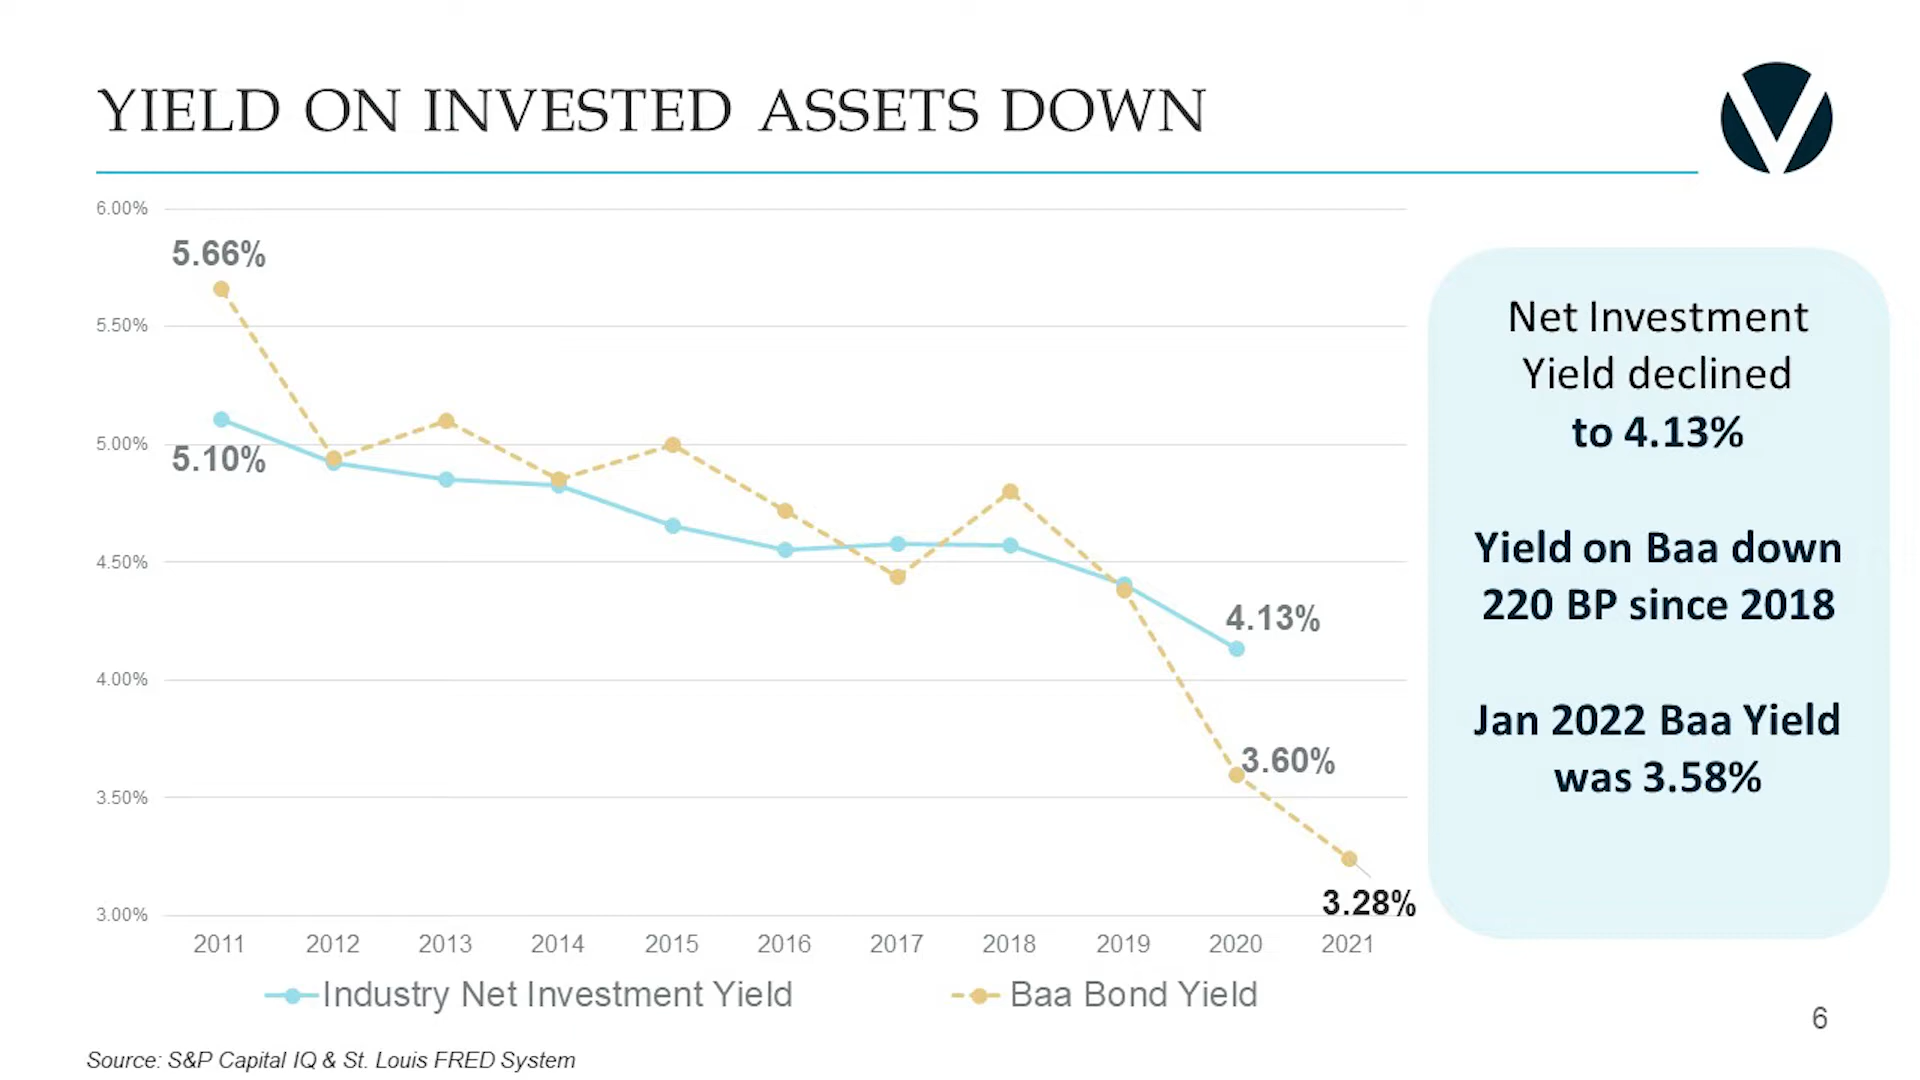 YIELD ON INVESTED ASSETS DOWN
6.00%
5.50%
5.00%
4.50%
4.00%
3.50%
3.00%
5.66%
5.10%
4.13%
3.60%
3.28%
2011 2012 2013 2014 2015 2016 2017 2018 2019 2020 2021
Industry Net Investment Yield
Baa Bond Yield
Net Investment
Yield declined
to 4.13%
Yield on Baa down
220 BP since 2018
Jan 2022 Baa Yield
was 3.58%
6
Source: S&P Capital IQ & St. Louis FRED System